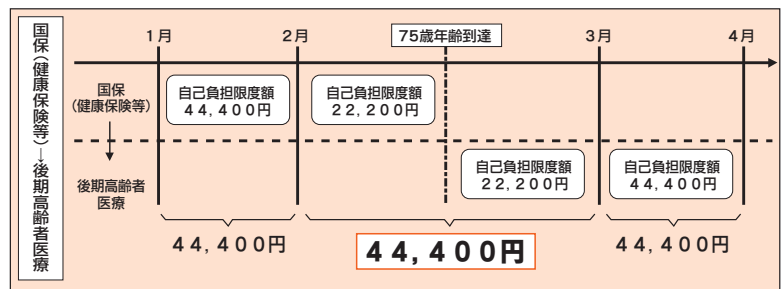 国保(健康保険等)→後期高齢者医療
1月
2月
75歳年齢到達
3月
4月
国保
(健康保険等)
自己負担限度額
44,400円
自己負担限度額
22,200円
後期高齢者
医療
自己負担限度額
22,200円
自己負担限度額
44,400円
44,400円
44,400円
44,400円